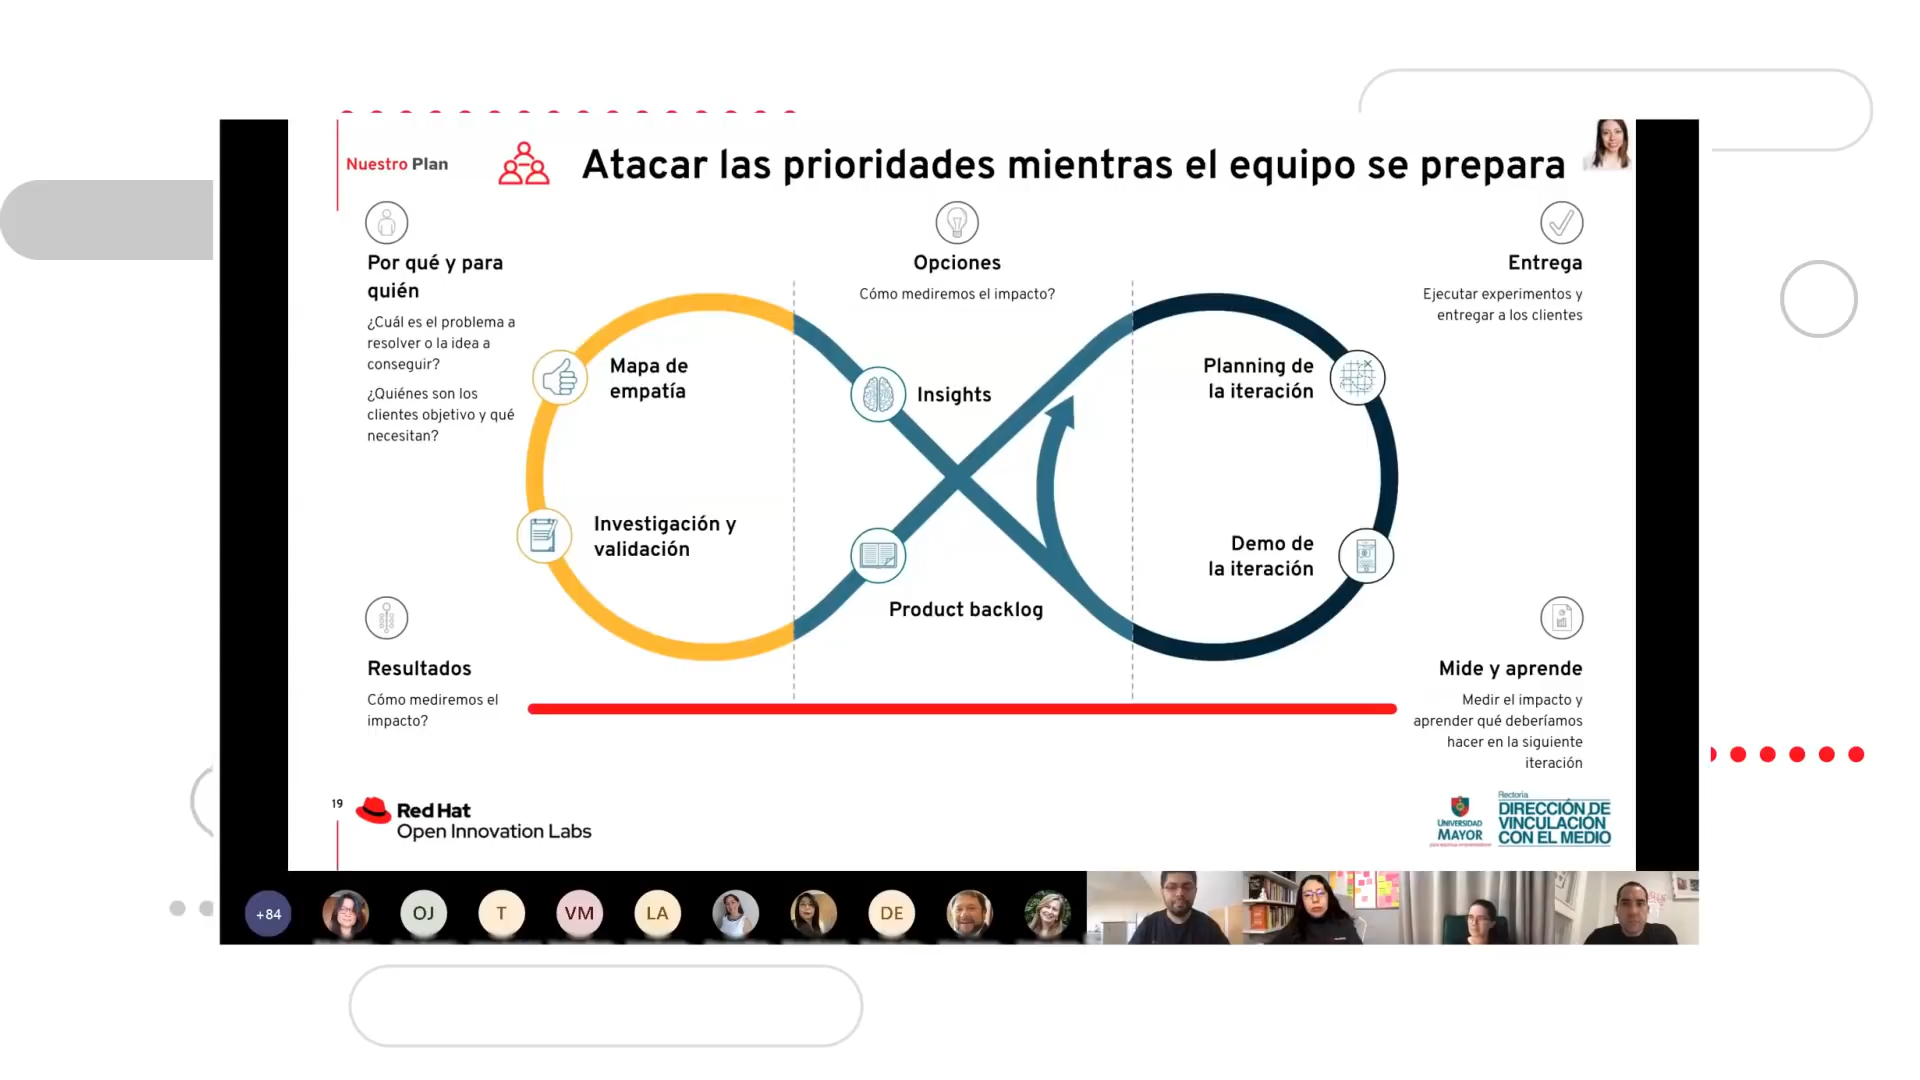 Nuestro Plan
Atacar las prioridades mientras el equipo se prepara
Por qué y para
quién
¿Cuál es el problema a
resolver o la idea a
conseguir?
¿Quiénes son los
clientes objetivo y qué
necesitan?
Opciones
Cómo mediremos el impacto?
Entrega
Ejecutar experimentos y
entregar a los clientes
Mapa de
empatía
Insights
Planning de
la iteración
Investigación y
validación
Product backlog
Demo de
la iteración
Resultados
Cómo mediremos el
impacto?
Mide y aprende
Medir el impacto y
aprender qué deberíamos
hacer en la siguiente
iteración
19
Red Hat
Open Innovation Labs
UNIVERSIDAD
MAYOR
Rectoría
DIRECCIÓN DE
VINCULACIÓN
CON EL MEDIO
+84
OJ
T
VM
LA
DE